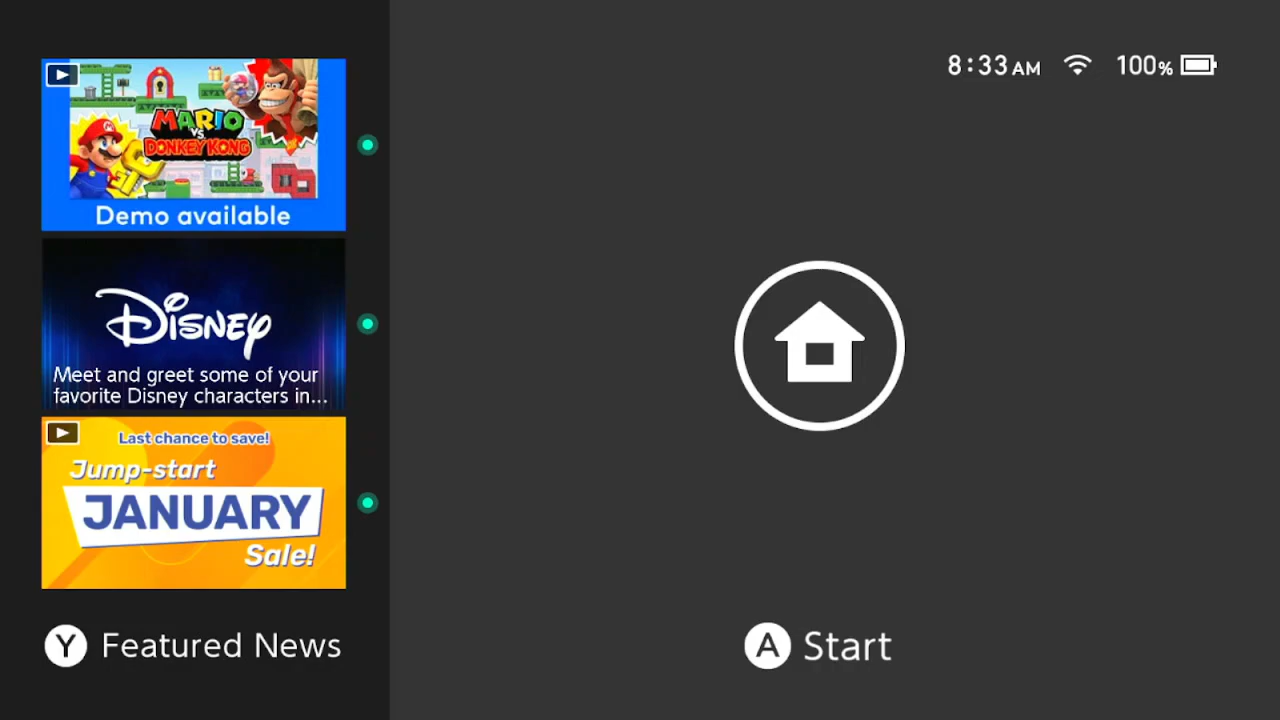 MARIO
VS.
DONKEY KONG
Demo available
Disney
Meet and greet some of your
favorite Disney characters in...
Last chance to save!
Jump-start
JANUARY
Sale!
Y Featured News
8:33 AM
100%
A Start